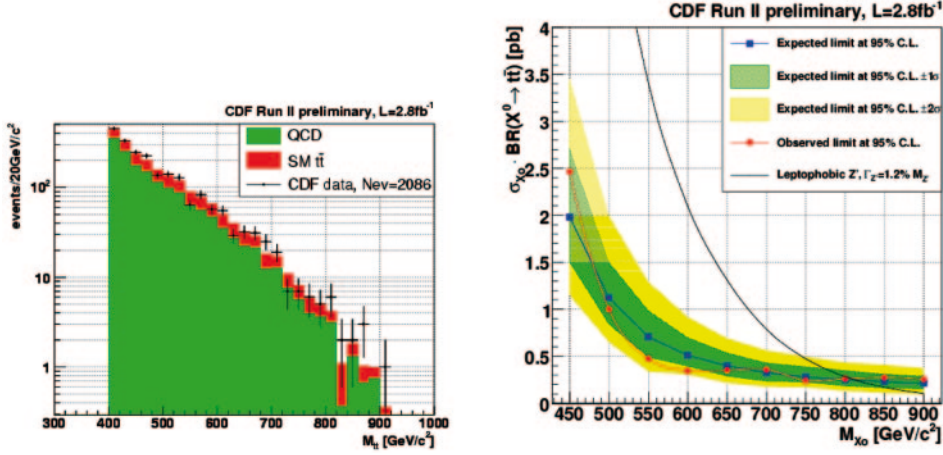 CDF Run II preliminary, L=2.8fb⁻¹
events/20GeV/c²
10²
10
1
QCD
SM tt̄
CDF data, Nev=2086
300 400 500 600 700 800 900 1000
M_tt̄ [GeV/c²]
CDF Run II preliminary, L=2.8fb⁻¹
σ_X₀ · BR(X⁰→ tt̄) [pb]
4
3.5
3
2.5
2
1.5
1
0.5
0
Expected limit at 95% C.L.
Expected limit at 95% C.L. ±1σ
Expected limit at 95% C.L. ±2σ
Observed limit at 95% C.L.
Leptophobic Z', Γ_Z'=1.2% M_Z'
450 500 550 600 650 700 750 800 850 900
M_X₀ [GeV/c²]